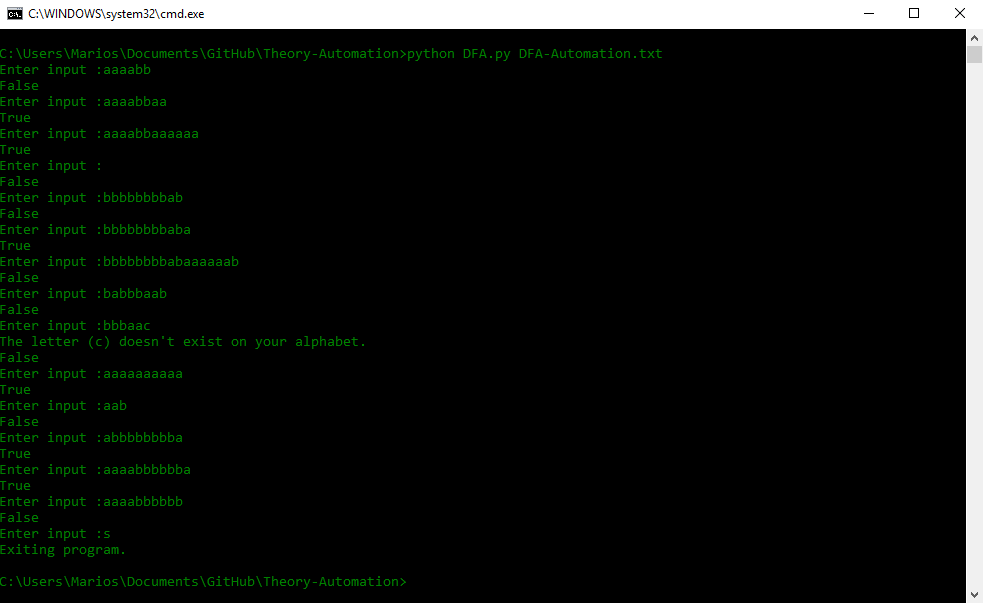 C:\WINDOWS\system32\cmd.exe
C:\Users\Marios\Documents\GitHub\Theory-Automation>python DFA.py DFA-Automation.txt
Enter input :aaaabb
False
Enter input :aaaabbaa
True
Enter input :aaaabbaaaaaa
True
Enter input :
False
Enter input :bbbbbbbbab
False
Enter input :bbbbbbbbaba
True
Enter input :bbbbbbbbabaaaaaab
False
Enter input :babbbaab
False
Enter input :bbbaac
The letter (c) doesn't exist on your alphabet.
False
Enter input :aaaaaaaaaa
True
Enter input :aab
False
Enter input :abbbbbbbba
True
Enter input :aaaabbbbbba
True
Enter input :aaaabbbbbb
False
Enter input :s
Exiting program.
C:\Users\Marios\Documents\GitHub\Theory-Automation>